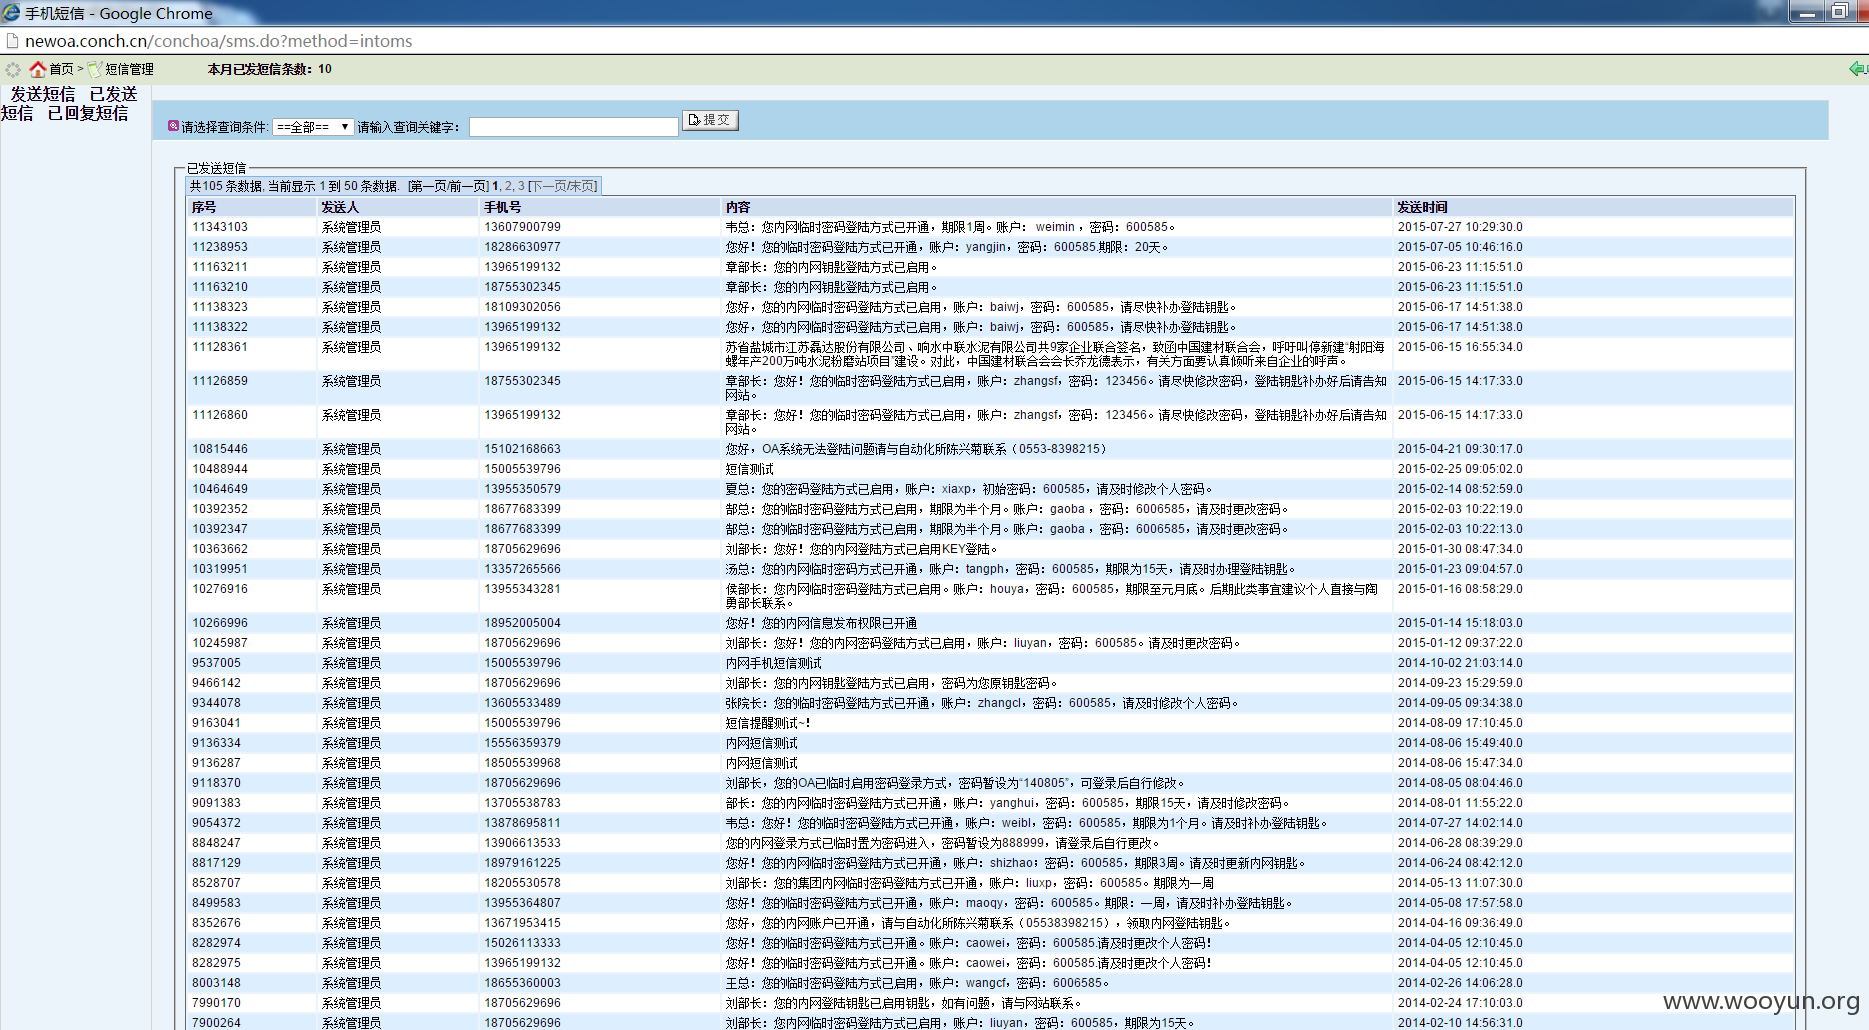 手机短信 - Google Chrome
newoa.conch.cn/conchoa/sms.do?method=intoms
首页 > 短信管理 本月已发短信条数：10
发送短信 已发送
短信 已回复短信
请选择查询条件: ==全部== 请输入查询关键字： 提交
已发送短信
共105 条数据, 当前显示 1 到 50 条数据. [第一页/前一页] 1, 2, 3 [下一页/末页]
序号 发送人 手机号 内容 发送时间
11343103 系统管理员 13607900799 韦总：您内网临时密码登陆方式已开通，期限1周。账户： weimin ，密码：600585。 2015-07-27 10:29:30.0
11238953 系统管理员 18286630977 您好！您的临时密码登陆方式已开通，账户：yangjin，密码：600585.期限：20天。 2015-07-05 10:46:16.0
11163211 系统管理员 13965199132 章部长：您的内网钥匙登陆方式已启用。 2015-06-23 11:15:51.0
11163210 系统管理员 18755302345 章部长：您的内网钥匙登陆方式已启用。 2015-06-23 11:15:51.0
11138323 系统管理员 18109302056 您好，您的内网临时密码登陆方式已启用，账户：baiwj，密码：600585，请尽快补办登陆钥匙。 2015-06-17 14:51:38.0
11138322 系统管理员 13965199132 您好，您的内网临时密码登陆方式已启用，账户：baiwj，密码：600585，请尽快补办登陆钥匙。 2015-06-17 14:51:38.0
11128361 系统管理员 13965199132 苏省盐城市江苏磊达股份有限公司、响水中联水泥有限公司共9家企业联合签名，致函中国建材联合会，呼吁叫停新建“射阳海 2015-06-16 16:55:34.0
螺年产200万吨水泥粉磨站项目”建设。对此，中国建材联合会会长乔龙德表示，有关方面要认真倾听来自企业的呼声。
11126859 系统管理员 18755302345 章部长：您好！您的临时密码登陆方式已启用，账户：zhangsf，密码：123456。请尽快修改密码，登陆钥匙补办好后请告知 2015-06-15 14:17:33.0
网站。
11126860 系统管理员 13965199132 章部长：您好！您的临时密码登陆方式已启用，账户：zhangsf，密码：123456。请尽快修改密码，登陆钥匙补办好后请告知 2015-06-15 14:17:33.0
网站。
10815446 系统管理员 15102168663 您好，OA系统无法登陆问题请与自动化所陈兴菊联系（0553-8398215） 2015-04-21 09:30:17.0
10488944 系统管理员 15005539796 短信测试 2015-02-25 09:05:02.0
10464649 系统管理员 13955350579 夏总：您的密码登陆方式已启用，账户：xiaxp，初始密码：600585，请及时修改个人密码。 2015-02-14 08:52:59.0
10392352 系统管理员 18677683399 郜总：您的临时密码登陆方式已启用，期限为半个月。账户：gaoba ，密码：6006585，请及时更改密码。 2015-02-03 10:22:19.0
10392347 系统管理员 18677683399 郜总：您的临时密码登陆方式已启用，期限为半个月。账户：gaoba ，密码：6006585，请及时更改密码。 2015-02-03 10:22:13.0
10363662 系统管理员 18705629696 刘部长：您好！您的内网登陆方式已启用KEY登陆。 2015-01-30 08:47:34.0
10319951 系统管理员 13357265566 汤总：您的内网临时密码方式已开通，账户：tangph，密码：600585，期限为15天，请及时办理登陆钥匙。 2015-01-23 09:04:57.0
10276916 系统管理员 13955343281 侯部长：您内网临时密码登陆方式已启用。账户：houya，密码：600585，期限至元月底。后期此类事宜建议个人直接与陶 2015-01-16 08:58:29.0
勇部长联系。
10266996 系统管理员 18952005004 您好！您的内网信息发布权限已开通 2015-01-14 15:18:03.0
10245987 系统管理员 18705629696 刘部长：您好！您的内网密码登陆方式已启用，账户：liuyan，密码：600585。请及时更改密码。 2015-01-12 09:37:22.0
9537005 系统管理员 15005539796 内网手机短信测试 2014-10-02 21:03:14.0
9466142 系统管理员 18705629696 刘部长：您的内网钥匙登陆方式已启用，密码为您原钥匙密码。 2014-09-23 15:29:59.0
9344078 系统管理员 13605533489 张院长：您的临时密码登陆方式已开通，账户：zhangcl，密码：600585，请及时修改个人密码。 2014-09-05 09:34:38.0
9163041 系统管理员 15005539796 短信提醒测试~！ 2014-08-09 17:10:45.0
9136334 系统管理员 15556359379 内网短信测试 2014-08-06 15:49:40.0
9136287 系统管理员 18505539968 内网短信测试 2014-08-06 15:47:34.0
9118370 系统管理员 18705629696 刘部长，您的OA已临时启用密码登录方式，密码暂设为“140805”，可登录后自行修改。 2014-08-05 08:04:46.0
9091383 系统管理员 13705538783 部长：您的内网临时密码登陆方式已开通，账户：yanghui，密码：600585，期限15天，请及时修改密码。 2014-08-01 11:55:22.0
9054372 系统管理员 13878695811 韦总：您好！您的临时密码登陆方式已开通，账户：weibl，密码：600585，期限为1个月。请及时补办登陆钥匙。 2014-07-27 14:02:14.0
8848247 系统管理员 13906613533 您的内网登录方式已临时置为密码进入，密码暂设为888999，请登录后自行更改。 2014-06-28 08:39:29.0
8817129 系统管理员 18979161225 您好！您的内网临时密码登陆方式已开通，账户：shizhao；密码：600585，期限3周。请及时更新内网钥匙。 2014-06-24 08:42:12.0
8528707 系统管理员 18205530578 刘部长：您的集团内网临时密码登陆方式已开通，账户：liuxp，密码：600585。期限为一周 2014-05-13 11:07:30.0
8499583 系统管理员 13955364807 您好！您的临时密码登陆方式已开通，账户：maoqy，密码：600585。期限：一周，请及时补办登陆钥匙。 2014-05-08 17:57:58.0
8352676 系统管理员 13671953415 您好，您的内网账户已开通，请与自动化所陈兴菊联系（05538398215），领取内网登陆钥匙。 2014-04-16 09:36:49.0
8282974 系统管理员 15026113333 您好！您的临时密码登陆方式已开通。账户：caowei，密码：600585.请及时更改个人密码！ 2014-04-05 12:10:45.0
8282975 系统管理员 13965199132 您好！您的临时密码登陆方式已开通。账户：caowei，密码：600585.请及时更改个人密码！ 2014-04-05 12:10:45.0
8003148 系统管理员 18655360003 王总：您的临时密码登陆方式已启用，账户：wangcf，密码：6006585。 2014-02-26 14:06:28.0
7990170 系统管理员 18705629696 刘部长：您的内网登陆钥匙已启用钥匙，如有问题，请与网站联系。 2014-02-24 17:10:03.0
7900264 系统管理员 18705629696 刘部长：您内网临时密码登陆方式已开通，账户：liuyan，期限为15天。 2014-02-10 14:56:31.0
www.wooyun.org